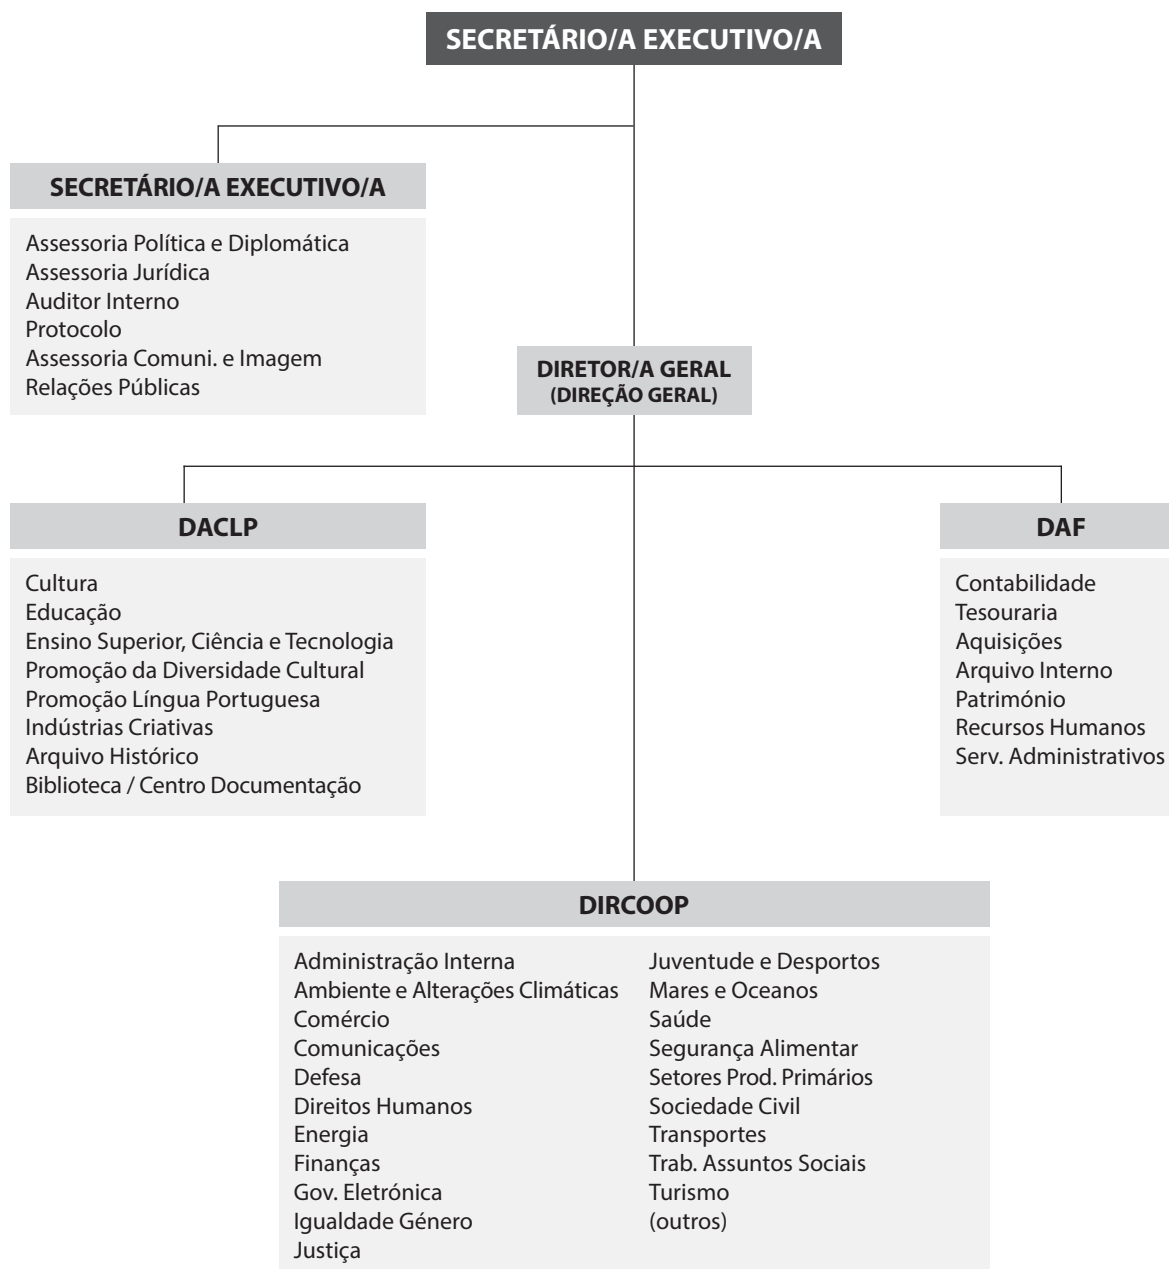 SECRETÁRIO/A EXECUTIVO/A
SECRETÁRIO/A EXECUTIVO/A
Assessoria Política e Diplomática
Assessoria Jurídica
Auditor Interno
Protocolo
Assessoria Comuni. e Imagem
Relações Públicas
DIRETOR/A GERAL
(DIREÇÃO GERAL)
DACLP
Cultura
Educação
Ensino Superior, Ciência e Tecnologia
Promoção da Diversidade Cultural
Promoção Língua Portuguesa
Indústrias Criativas
Arquivo Histórico
Biblioteca / Centro Documentação
DAF
Contabilidade
Tesouraria
Aquisições
Arquivo Interno
Património
Recursos Humanos
Serv. Administrativos
DIRCOOP
Administração Interna
Ambiente e Alterações Climáticas
Comércio
Comunicações
Defesa
Direitos Humanos
Energia
Finanças
Gov. Eletrónica
Igualdade Género
Justiça
Juventude e Desportos
Mares e Oceanos
Saúde
Segurança Alimentar
Setores Prod. Primários
Sociedade Civil
Transportes
Trab. Assuntos Sociais
Turismo
(outros)